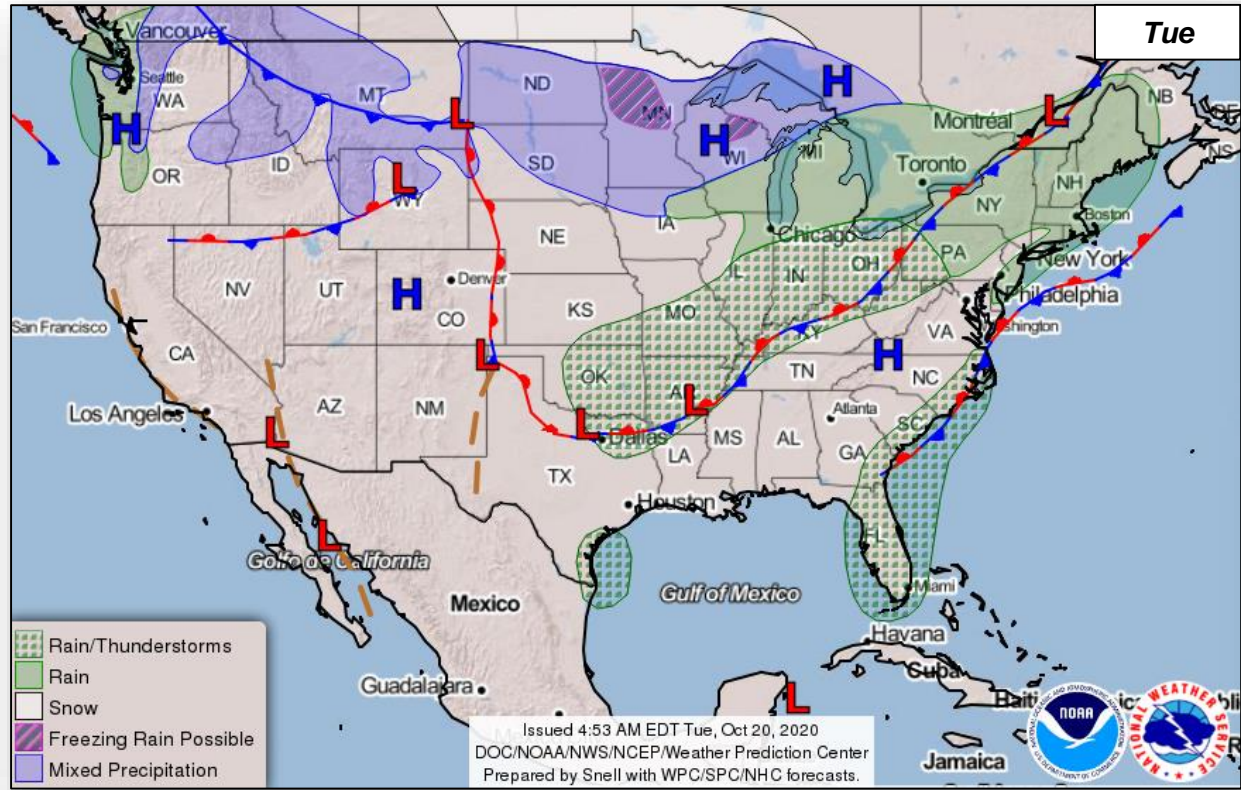 Tue
Vancouver
Seattle
WA
MT
ND
MN
NB
Montréal
OR
ID
SD
WI
MI
Toronto
NS
WY
IA
NH
NY
Boston
NE
Chicago
PA
New York
NV
UT
Denver
IL
IN
OH
Philadelphia
San Francisco
CO
KS
MO
KY
VA
Washington
CA
AZ
NM
OK
TN
NC
Los Angeles
Dallas
MS
AL
Atlanta
GA
SC
TX
LA
Houston
Golfo de California
Mexico
Gulf of Mexico
FL
Miami
Havana
Cuba
Guadalajara
Jamaica
H
H
H
H
H
L
L
L
L
L
L
L
L
L
Rain/Thunderstorms
Rain
Snow
Freezing Rain Possible
Mixed Precipitation
Issued 4:53 AM EDT Tue, Oct 20, 2020
DOC/NOAA/NWS/NCEP/Weather Prediction Center
Prepared by Snell with WPC/SPC/NHC forecasts.
NOAA
NATIONAL WEATHER SERVICE